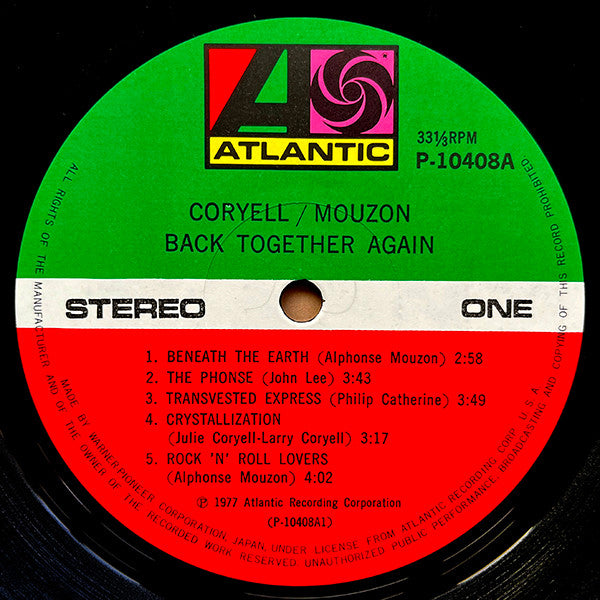 ATLANTIC
33⅓RPM
P-10408A
CORYELL / MOUZON
BACK TOGETHER AGAIN
STEREO
ONE
1. BENEATH THE EARTH (Alphonse Mouzon) 2:58
2. THE PHONSE (John Lee) 3:43
3. TRANSVESTED EXPRESS (Philip Catherine) 3:49
4. CRYSTALLIZATION
(Julie Coryell-Larry Coryell) 3:17
5. ROCK 'N' ROLL LOVERS
(Alphonse Mouzon) 4:02
℗ 1977 Atlantic Recording Corporation
(P-10408A1)
ALL RIGHTS OF THE MANUFACTURER AND OF THE OWNER OF THE RECORDED WORK RESERVED. UNAUTHORIZED PUBLIC PERFORMANCE, BROADCASTING AND COPYING OF THIS RECORD PROHIBITED
MADE BY WARNER-PIONEER CORPORATION, JAPAN, UNDER LICENSE FROM ATLANTIC RECORDING CORP. U.S.A.